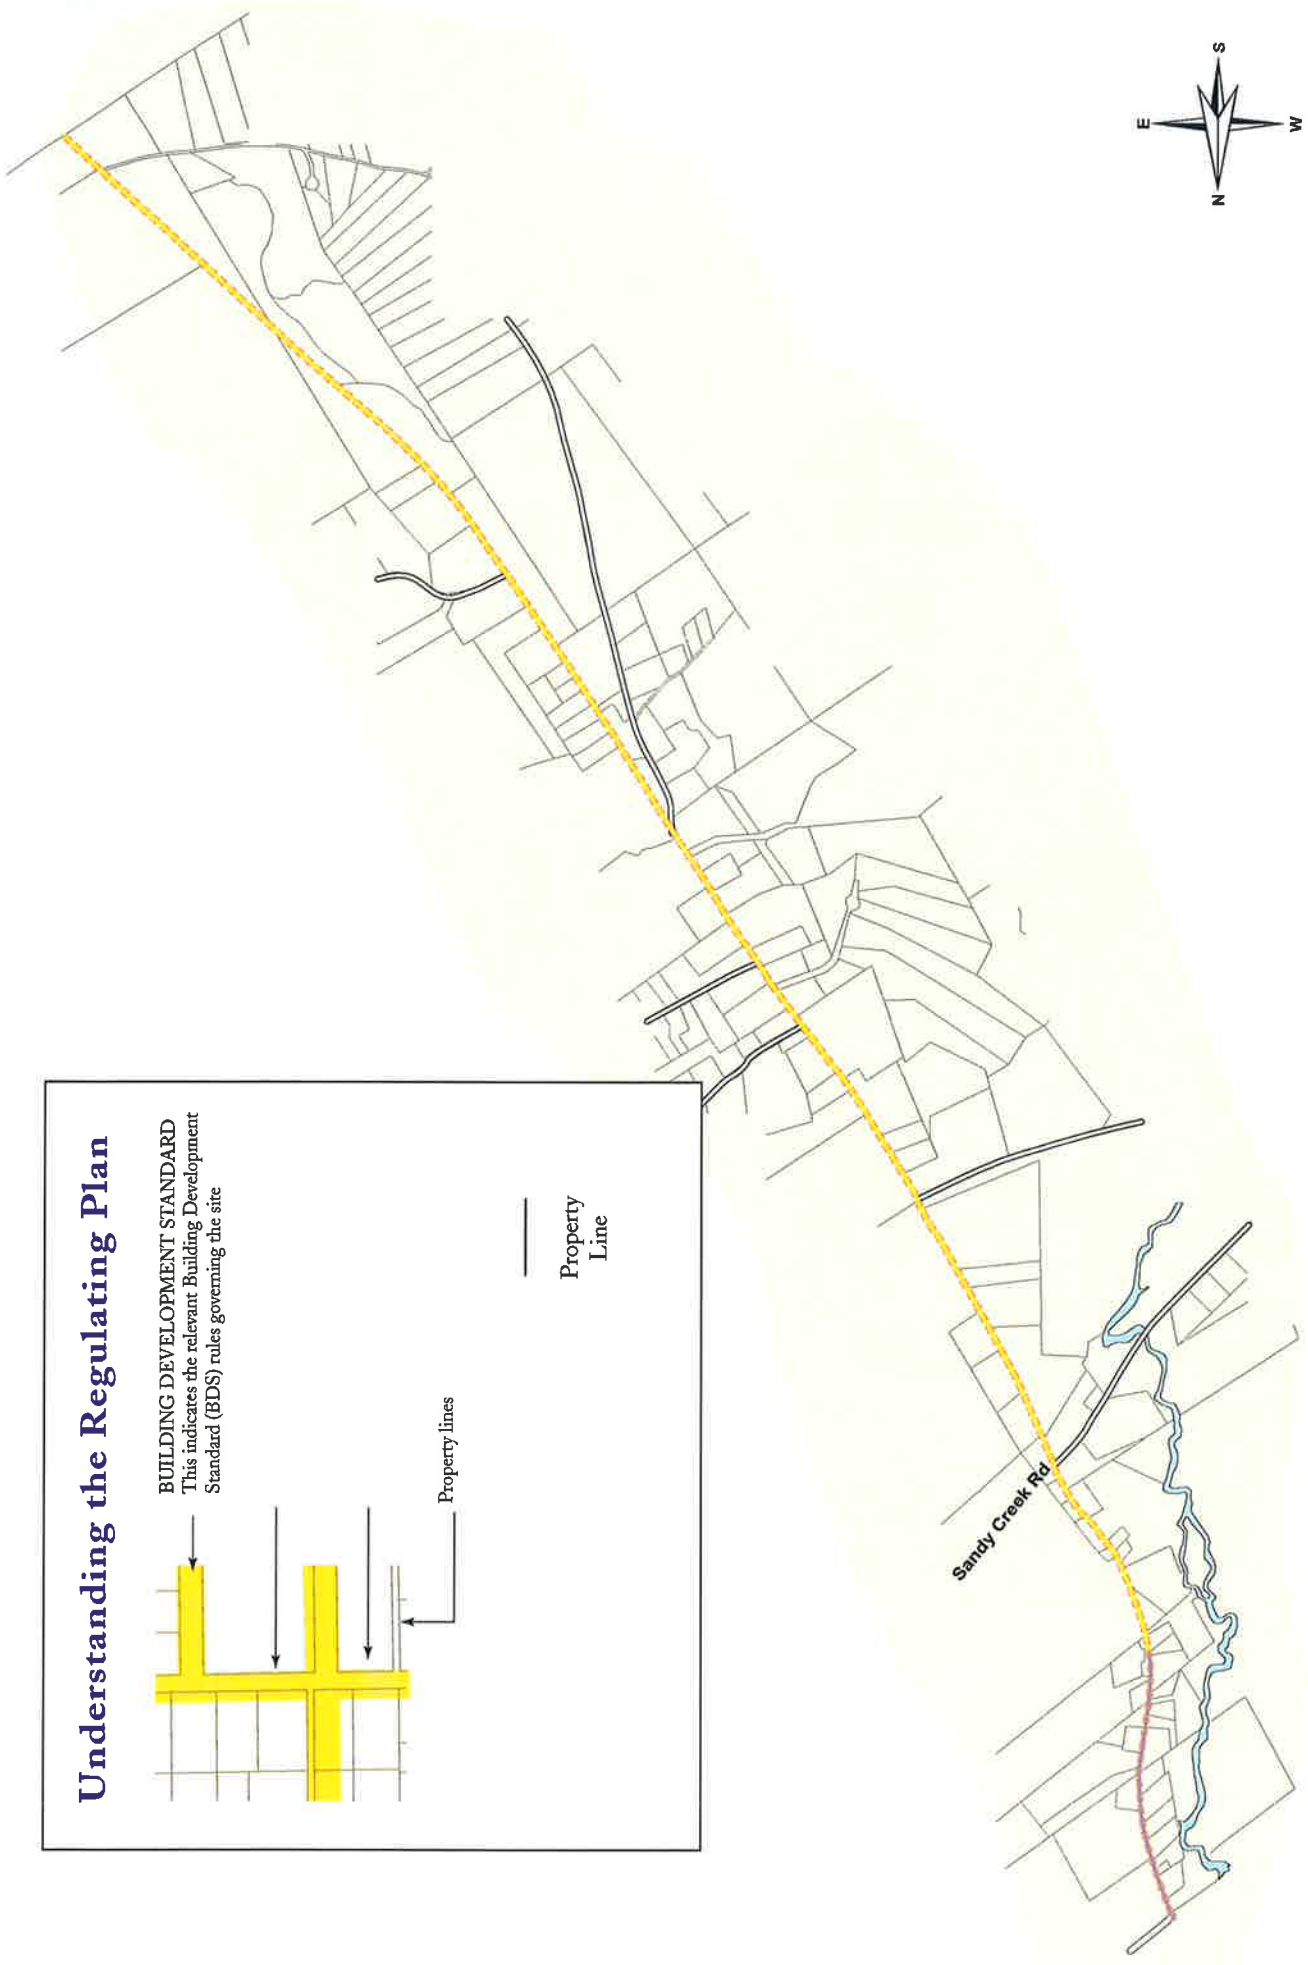 Understanding the Regulating Plan
BUILDING DEVELOPMENT STANDARD
This indicates the relevant Building Development
Standard (BDS) rules governing the site
Property lines
Property
Line
Sandy Creek Rd
N
E
S
W